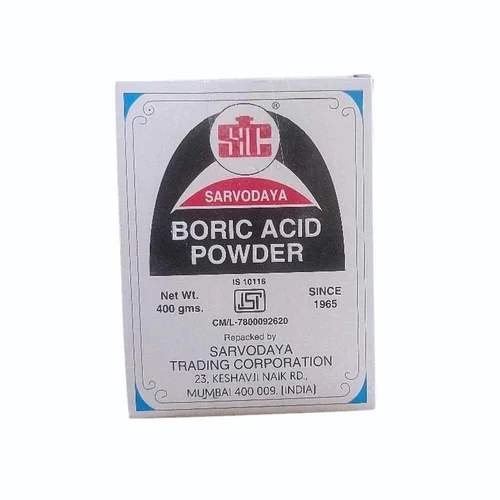 STC
®
SARVODAYA
BORIC ACID
POWDER
IS 10116
Net Wt.
400 gms.
ISI
SINCE
1965
CM/L-7800092620
Repacked by
SARVODAYA
TRADING CORPORATION
23, KESHAVJI NAIK RD.,
MUMBAI 400 009. (INDIA)